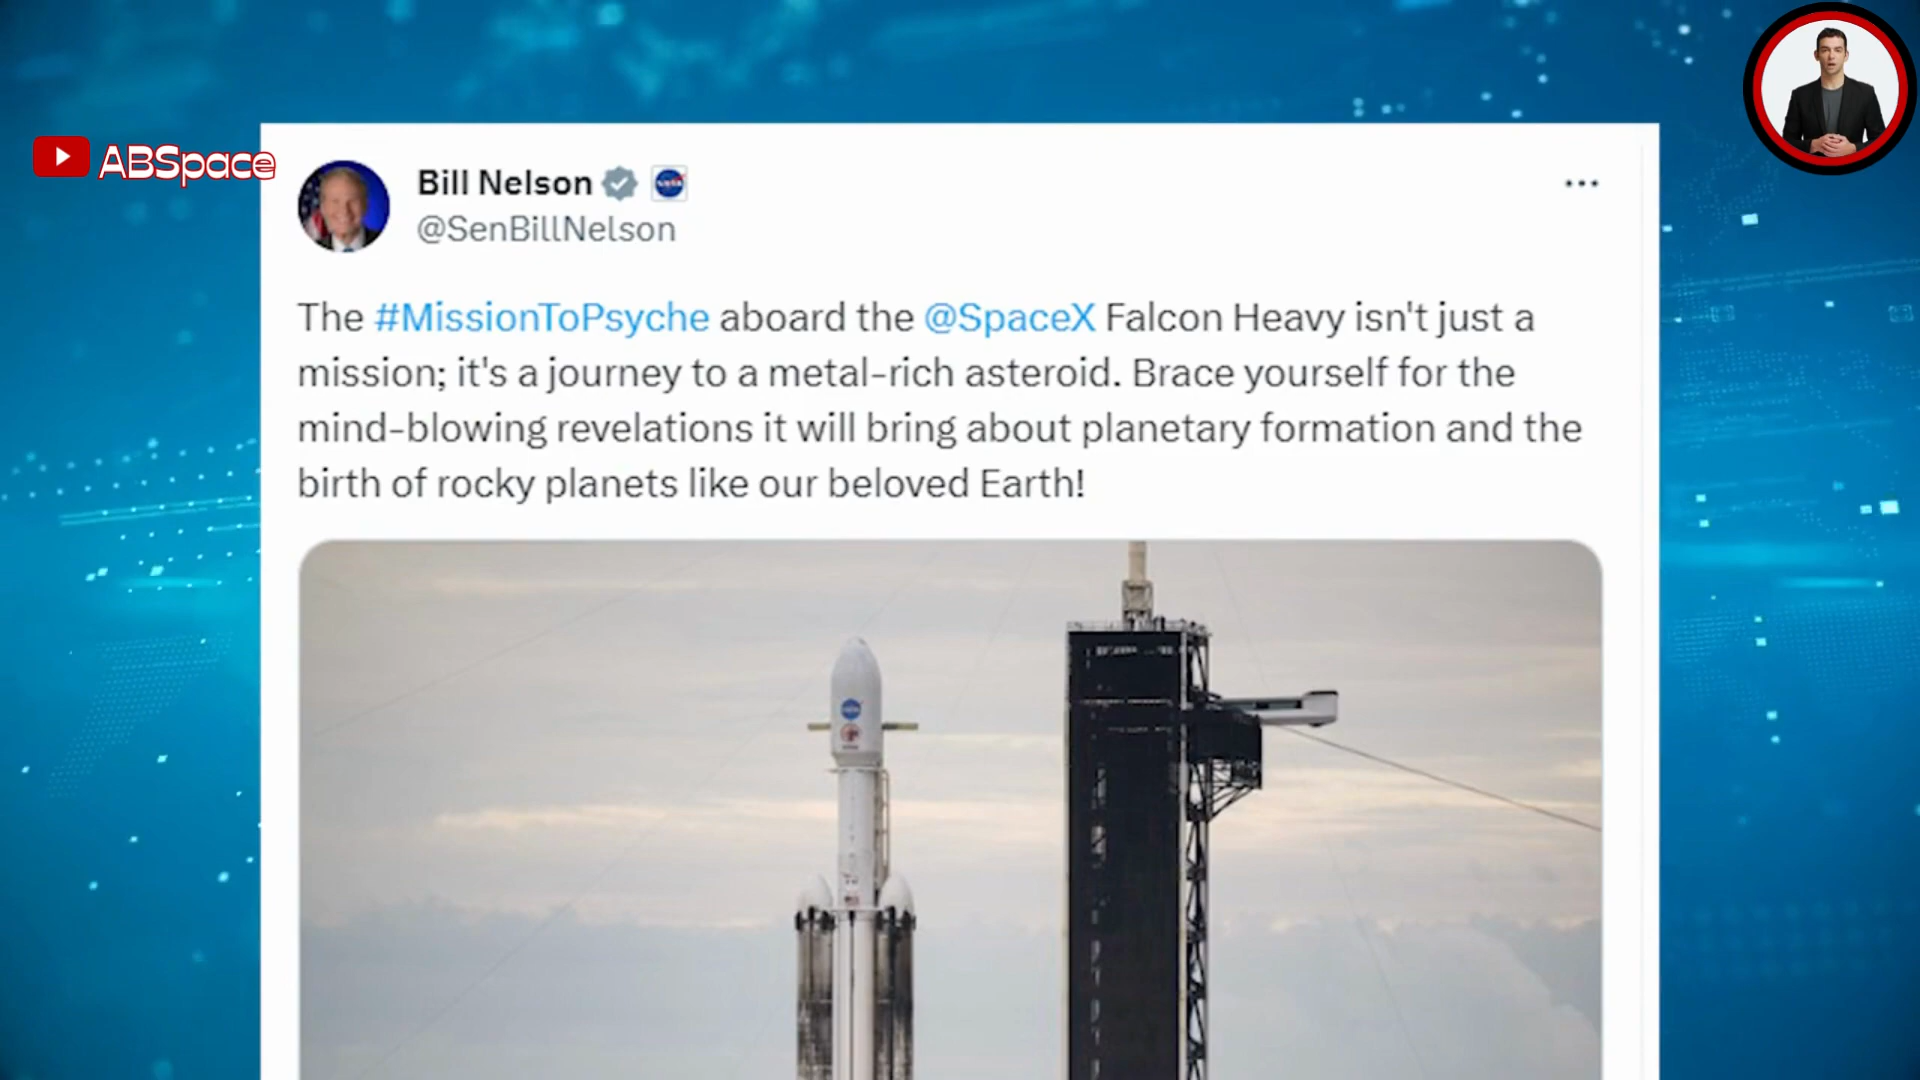 ABSpace
Bill Nelson
@SenBillNelson
The #MissionToPsyche aboard the @SpaceX Falcon Heavy isn't just a
mission; it's a journey to a metal-rich asteroid. Brace yourself for the
mind-blowing revelations it will bring about planetary formation and the
birth of rocky planets like our beloved Earth!